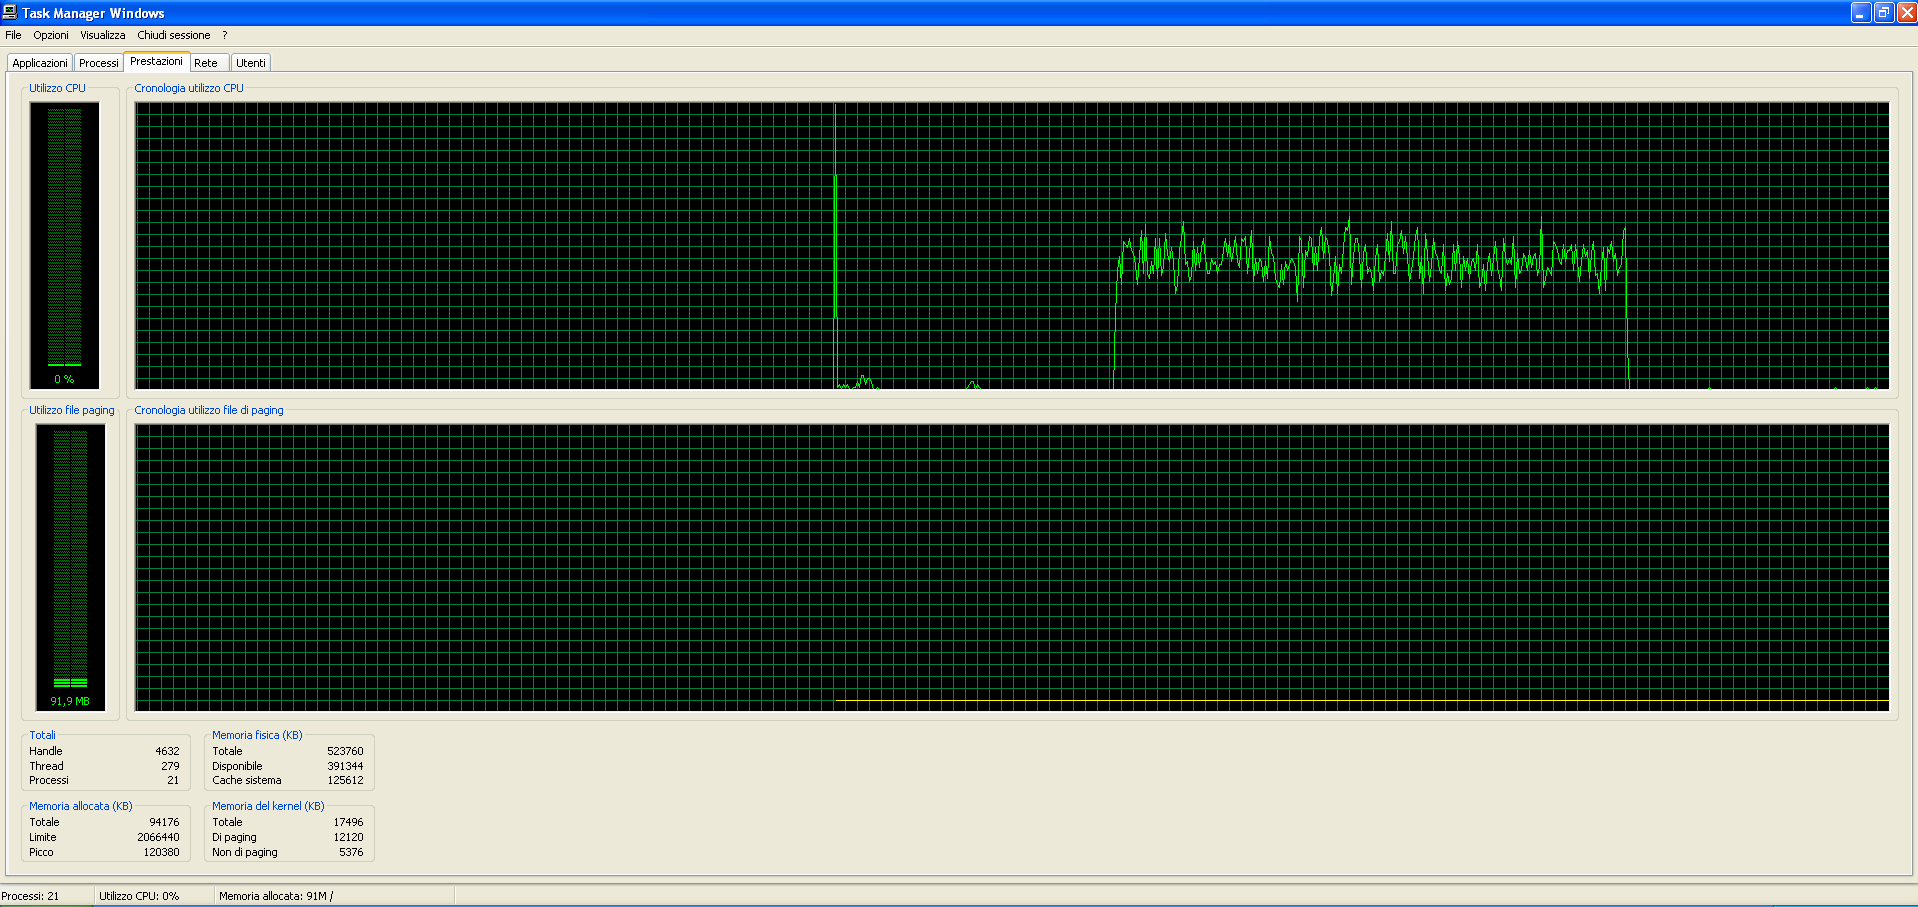 Task Manager Windows
File Opzioni Visualizza Chiudi sessione ?
Applicazioni Processi Prestazioni Rete Utenti
Utilizzo CPU
Cronologia utilizzo CPU
0 %
Utilizzo file paging
Cronologia utilizzo file di paging
91,9 MB
Totali
Handle 4632
Thread 279
Processi 21
Memoria fisica (KB)
Totale 523760
Disponibile 391344
Cache sistema 125612
Memoria allocata (KB)
Totale 94176
Limite 2066440
Picco 120380
Memoria del kernel (KB)
Totale 17496
Di paging 12120
Non di paging 5376
Processi: 21 Utilizzo CPU: 0% Memoria allocata: 91M /